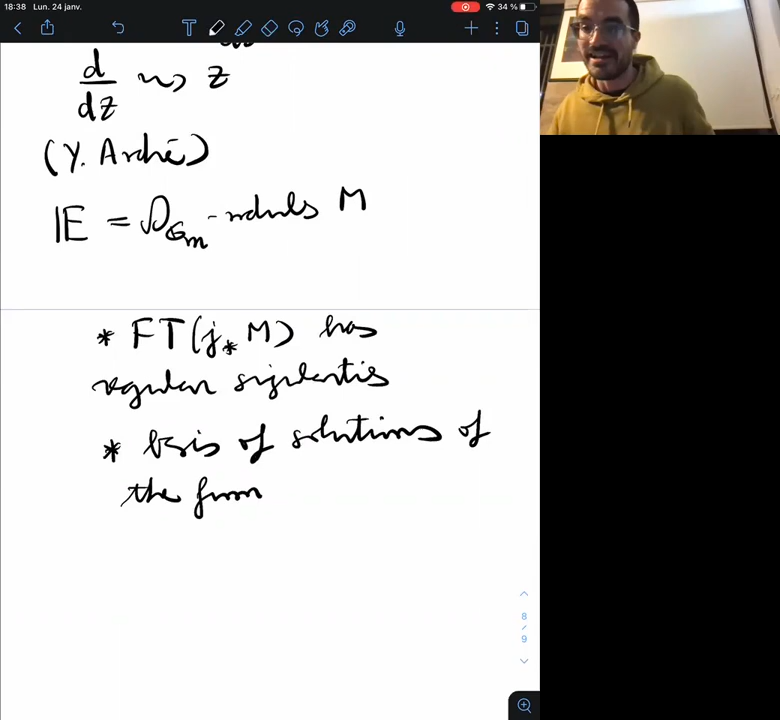 18:38 Lun. 24 janv. 34 %
d/dz ⇝ z
(Y. André)
𝔼 = 𝒟_{𝔾_m}-modules M
* FT(j_* M) has
regular singularities
* basis of solutions of
the form
8
/
9